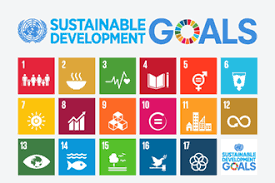 SUSTAINABLE
DEVELOPMENT
GOALS
1 2 3 4 5 6
7 8 9 10 11 12
13 14 15 16 17
SUSTAINABLE
DEVELOPMENT
GOALS